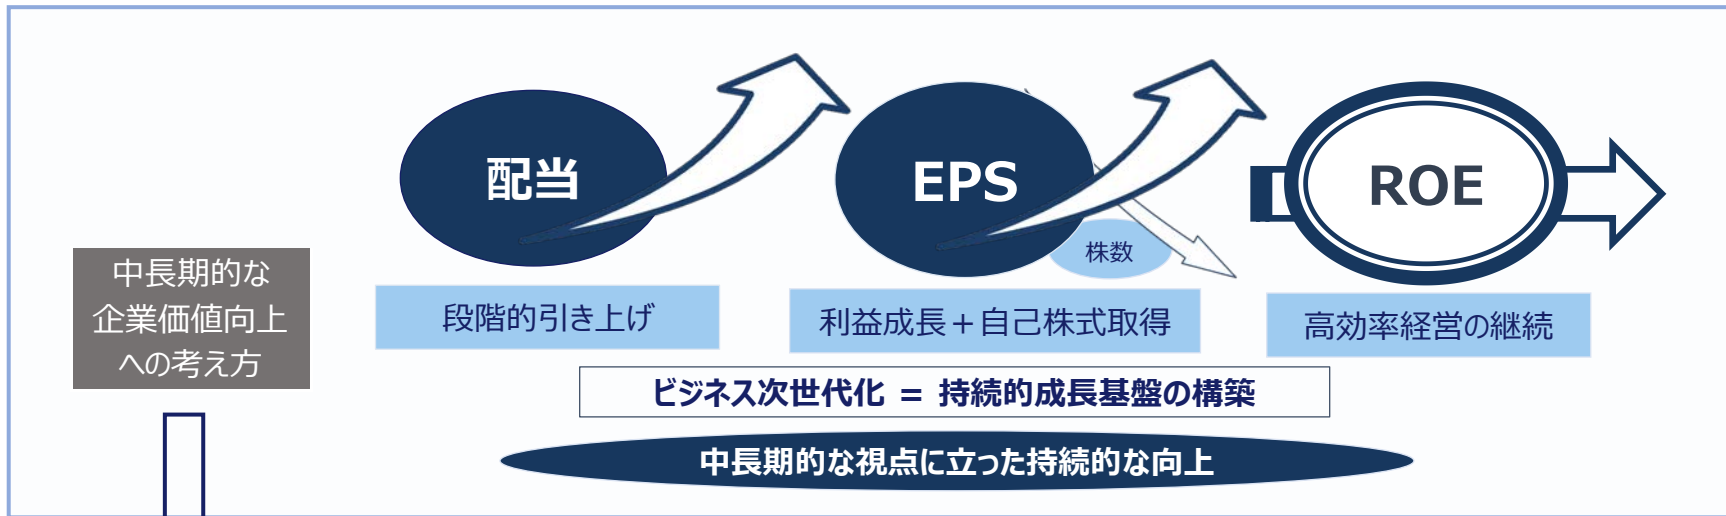 配当
EPS
ROE
株数
中長期的な
企業価値向上
への考え方
段階的引き上げ
利益成長＋自己株式取得
高効率経営の継続
ビジネス次世代化 = 持続的成長基盤の構築
中長期的な視点に立った持続的な向上